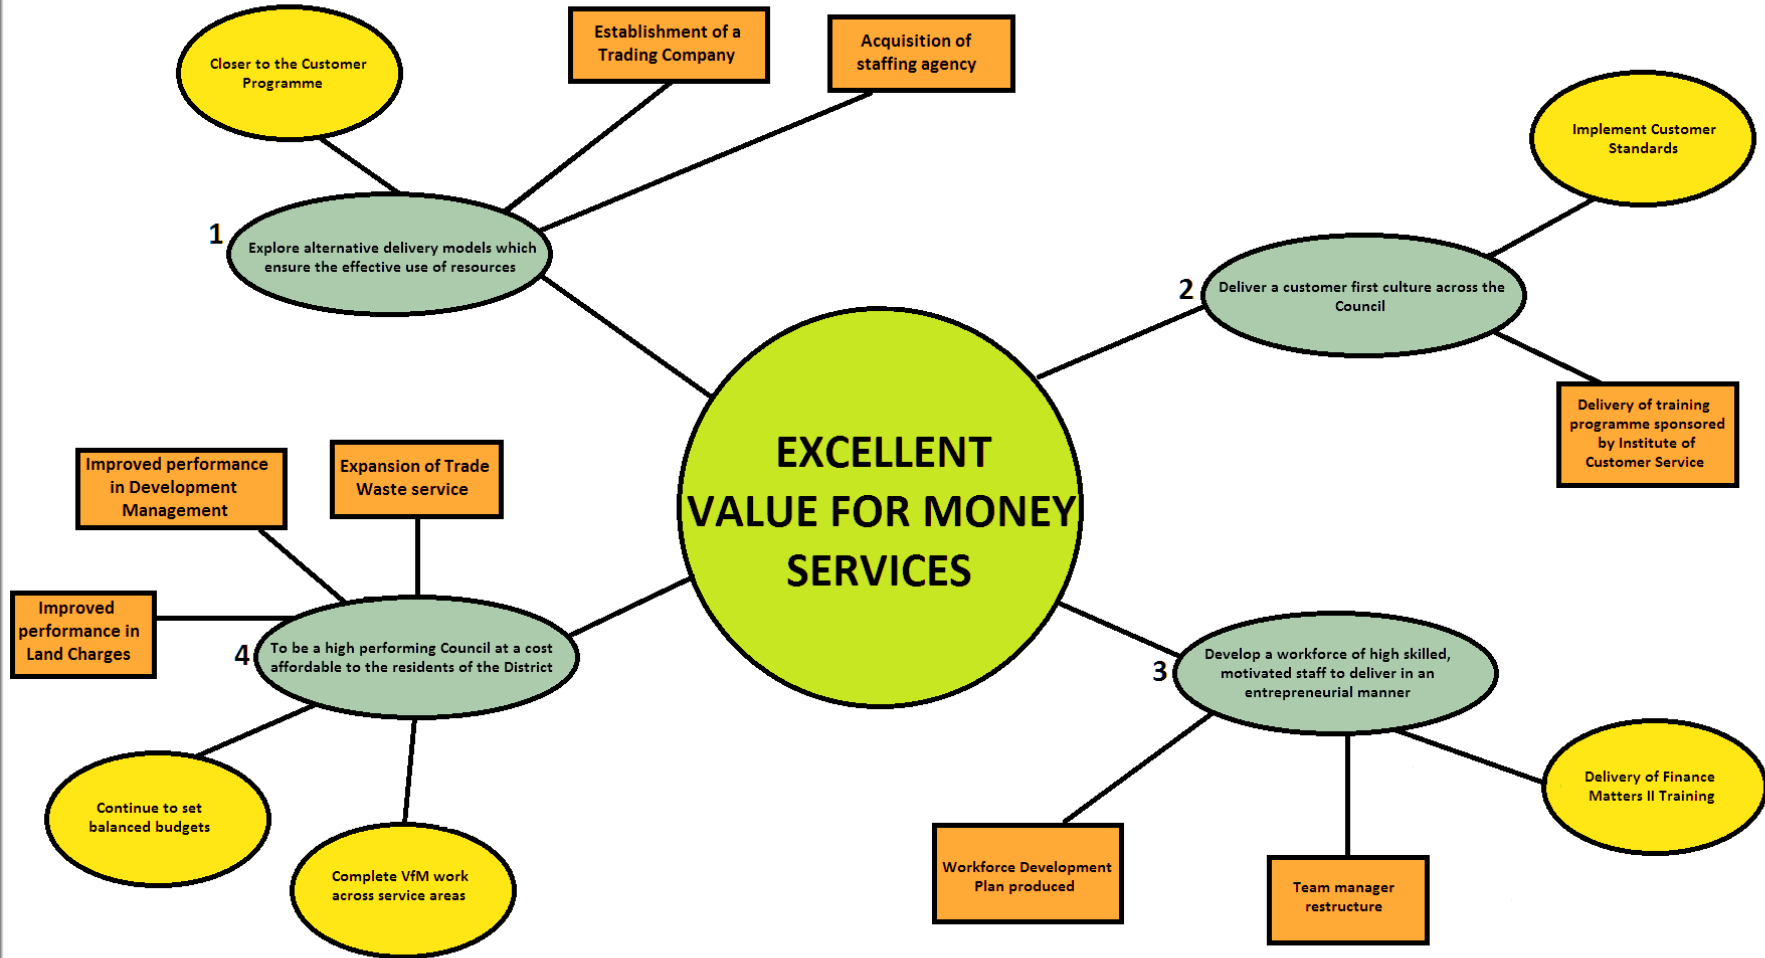 Closer to the Customer
Programme
Establishment of a
Trading Company
Acquisition of
staffing agency
1
Explore alternative delivery models which
ensure the effective use of resources
Implement Customer
Standards
2
Deliver a customer first culture across the
Council
Delivery of training
programme sponsored
by Institute of
Customer Service
EXCELLENT
VALUE FOR MONEY
SERVICES
Improved performance
in Development
Management
Expansion of Trade
Waste service
Improved
performance in
Land Charges
4
To be a high performing Council at a cost
affordable to the residents of the District
Continue to set
balanced budgets
Complete VfM work
across service areas
3
Develop a workforce of high skilled,
motivated staff to deliver in an
entrepreneurial manner
Workforce Development
Plan produced
Team manager
restructure
Delivery of Finance
Matters II Training